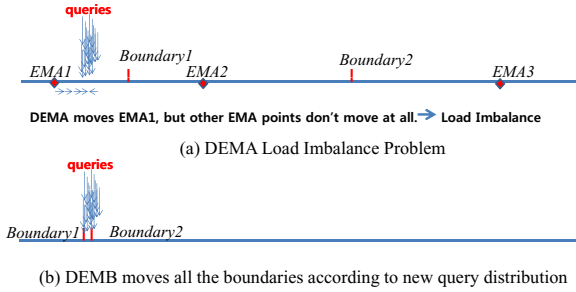 queries
Boundary1
Boundary2
EMA1
EMA2
EMA3
DEMA moves EMA1, but other EMA points don't move at all.→ Load Imbalance
(a) DEMA Load Imbalance Problem
queries
Boundary1
Boundary2
(b) DEMB moves all the boundaries according to new query distribution